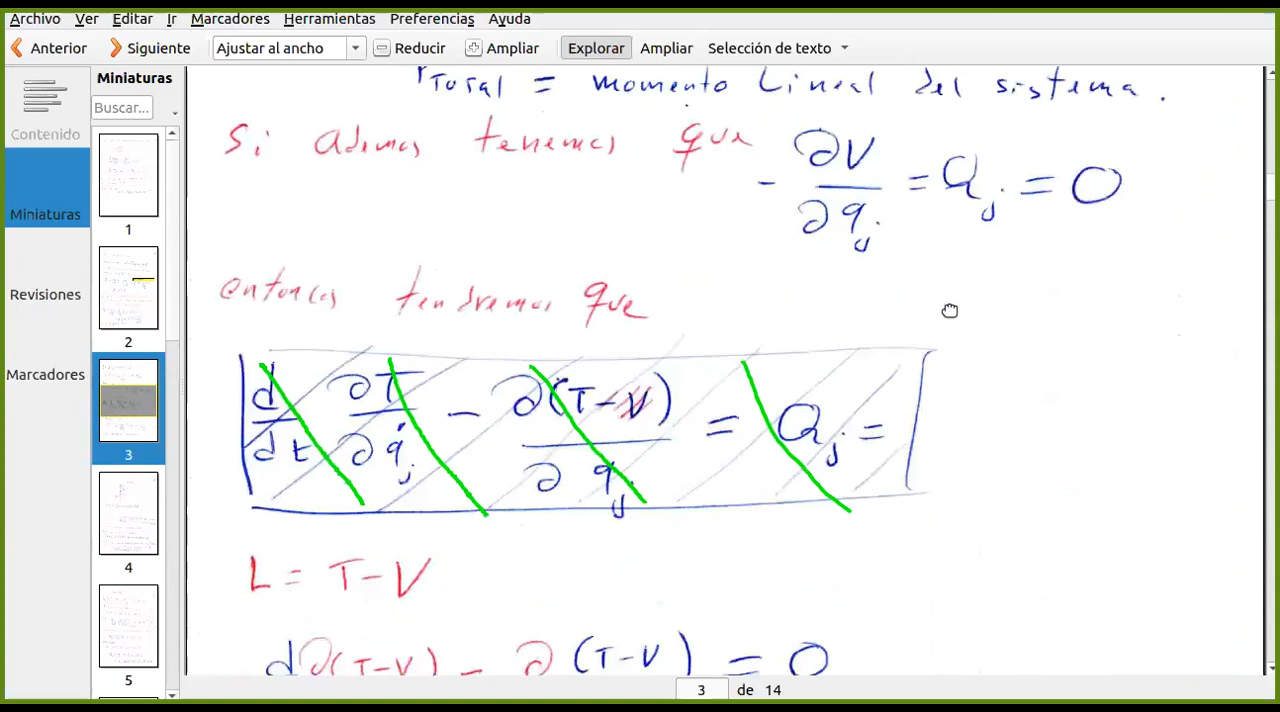 Archivo Ver Editar Ir Marcadores Herramientas Preferencias Ayuda
Anterior Siguiente Ajustar al ancho Reducir Ampliar Explorar Ampliar Selección de texto
Contenido
Miniaturas
Revisiones
Marcadores
Miniaturas
Buscar...
1
2
3
4
5
Total = momento Lineal del sistema.
Si ademas tenemos que - ∂V/∂qj = Qj = 0
entonces tendremos que
d/dt ∂T/∂q̇j - ∂(T-V)/∂qj = Qj =
L = T-V
d∂(T-V) - ∂(T-V) = 0
3 de 14